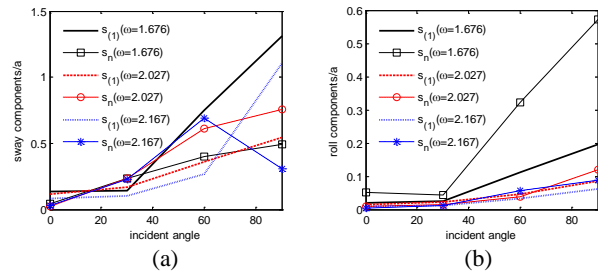 1.5
1
0.5
0
0 20 40 60 80
sway components/a
incident angle
s(1)(ω=1.676)
sn(ω=1.676)
s(1)(ω=2.027)
sn(ω=2.027)
s(1)(ω=2.167)
sn(ω=2.167)
(a)
0.6
0.5
0.4
0.3
0.2
0.1
0
0 20 40 60 80
roll components/a
incident angle
s(1)(ω=1.676)
sn(ω=1.676)
s(1)(ω=2.027)
sn(ω=2.027)
s(1)(ω=2.167)
sn(ω=2.167)
(b)